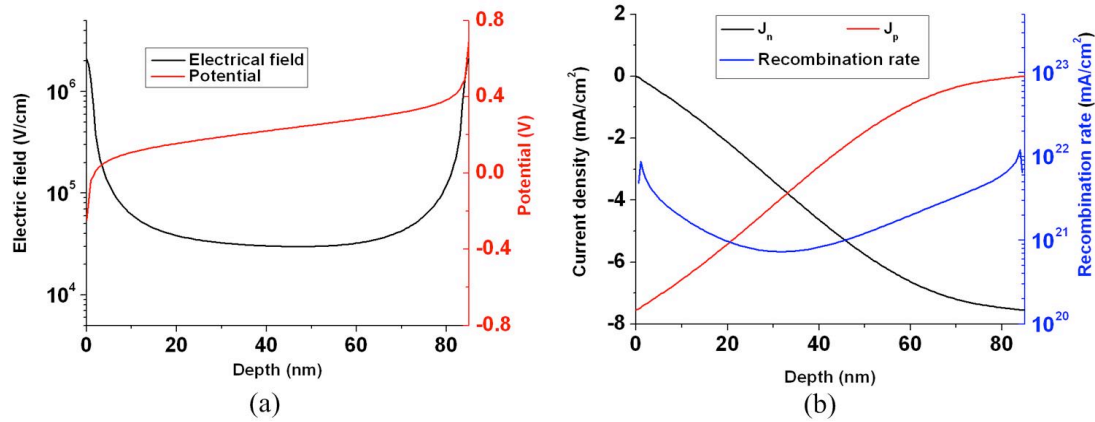 Electrical field
Potential
Electric field (V/cm)
10^6
10^5
10^4
0.8
0.4
0.0
-0.4
-0.8
Potential (V)
0 20 40 60 80
Depth (nm)
(a)
J_n J_p
Recombination rate
Current density (mA/cm^2)
2
0
-2
-4
-6
-8
10^23
10^22
10^21
10^20
Recombination rate (mA/cm^2)
0 20 40 60 80
Depth (nm)
(b)